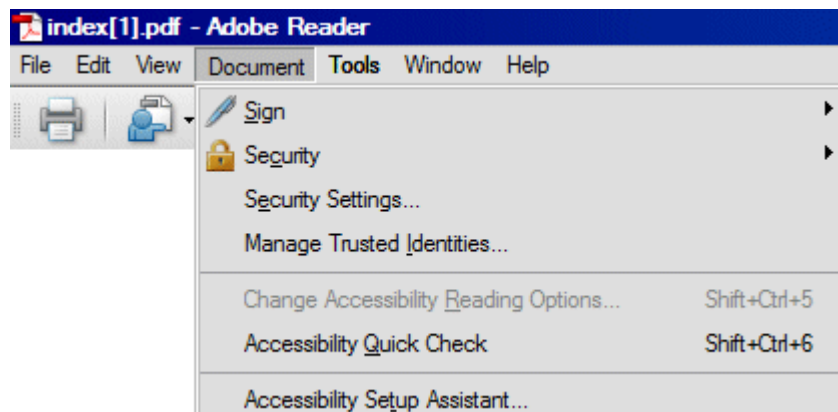 index[1].pdf - Adobe Reader
File Edit View Document Tools Window Help
Sign
Security
Security Settings...
Manage Trusted Identities...
Change Accessibility Reading Options... Shift+Ctrl+5
Accessibility Quick Check Shift+Ctrl+6
Accessibility Setup Assistant...